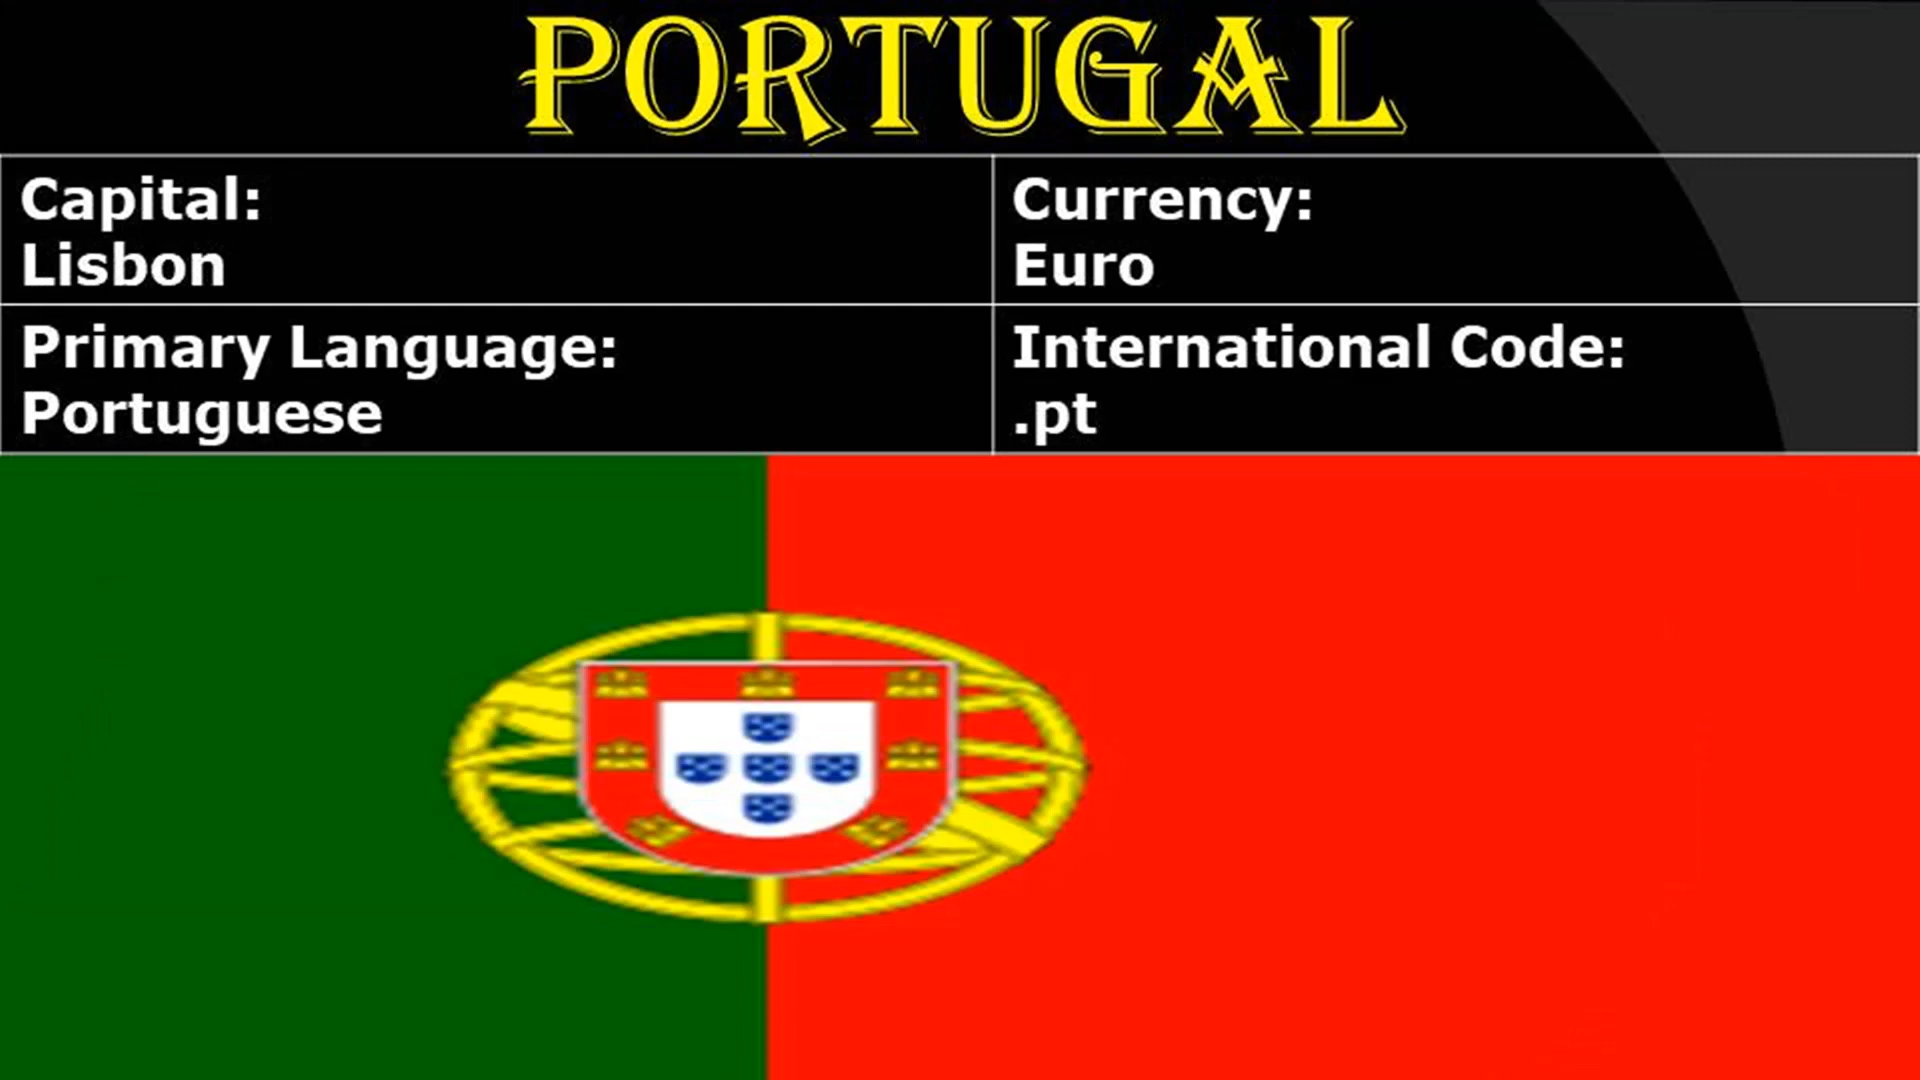 PORTUGAL
Capital:
Lisbon
Currency:
Euro
Primary Language:
Portuguese
International Code:
.pt